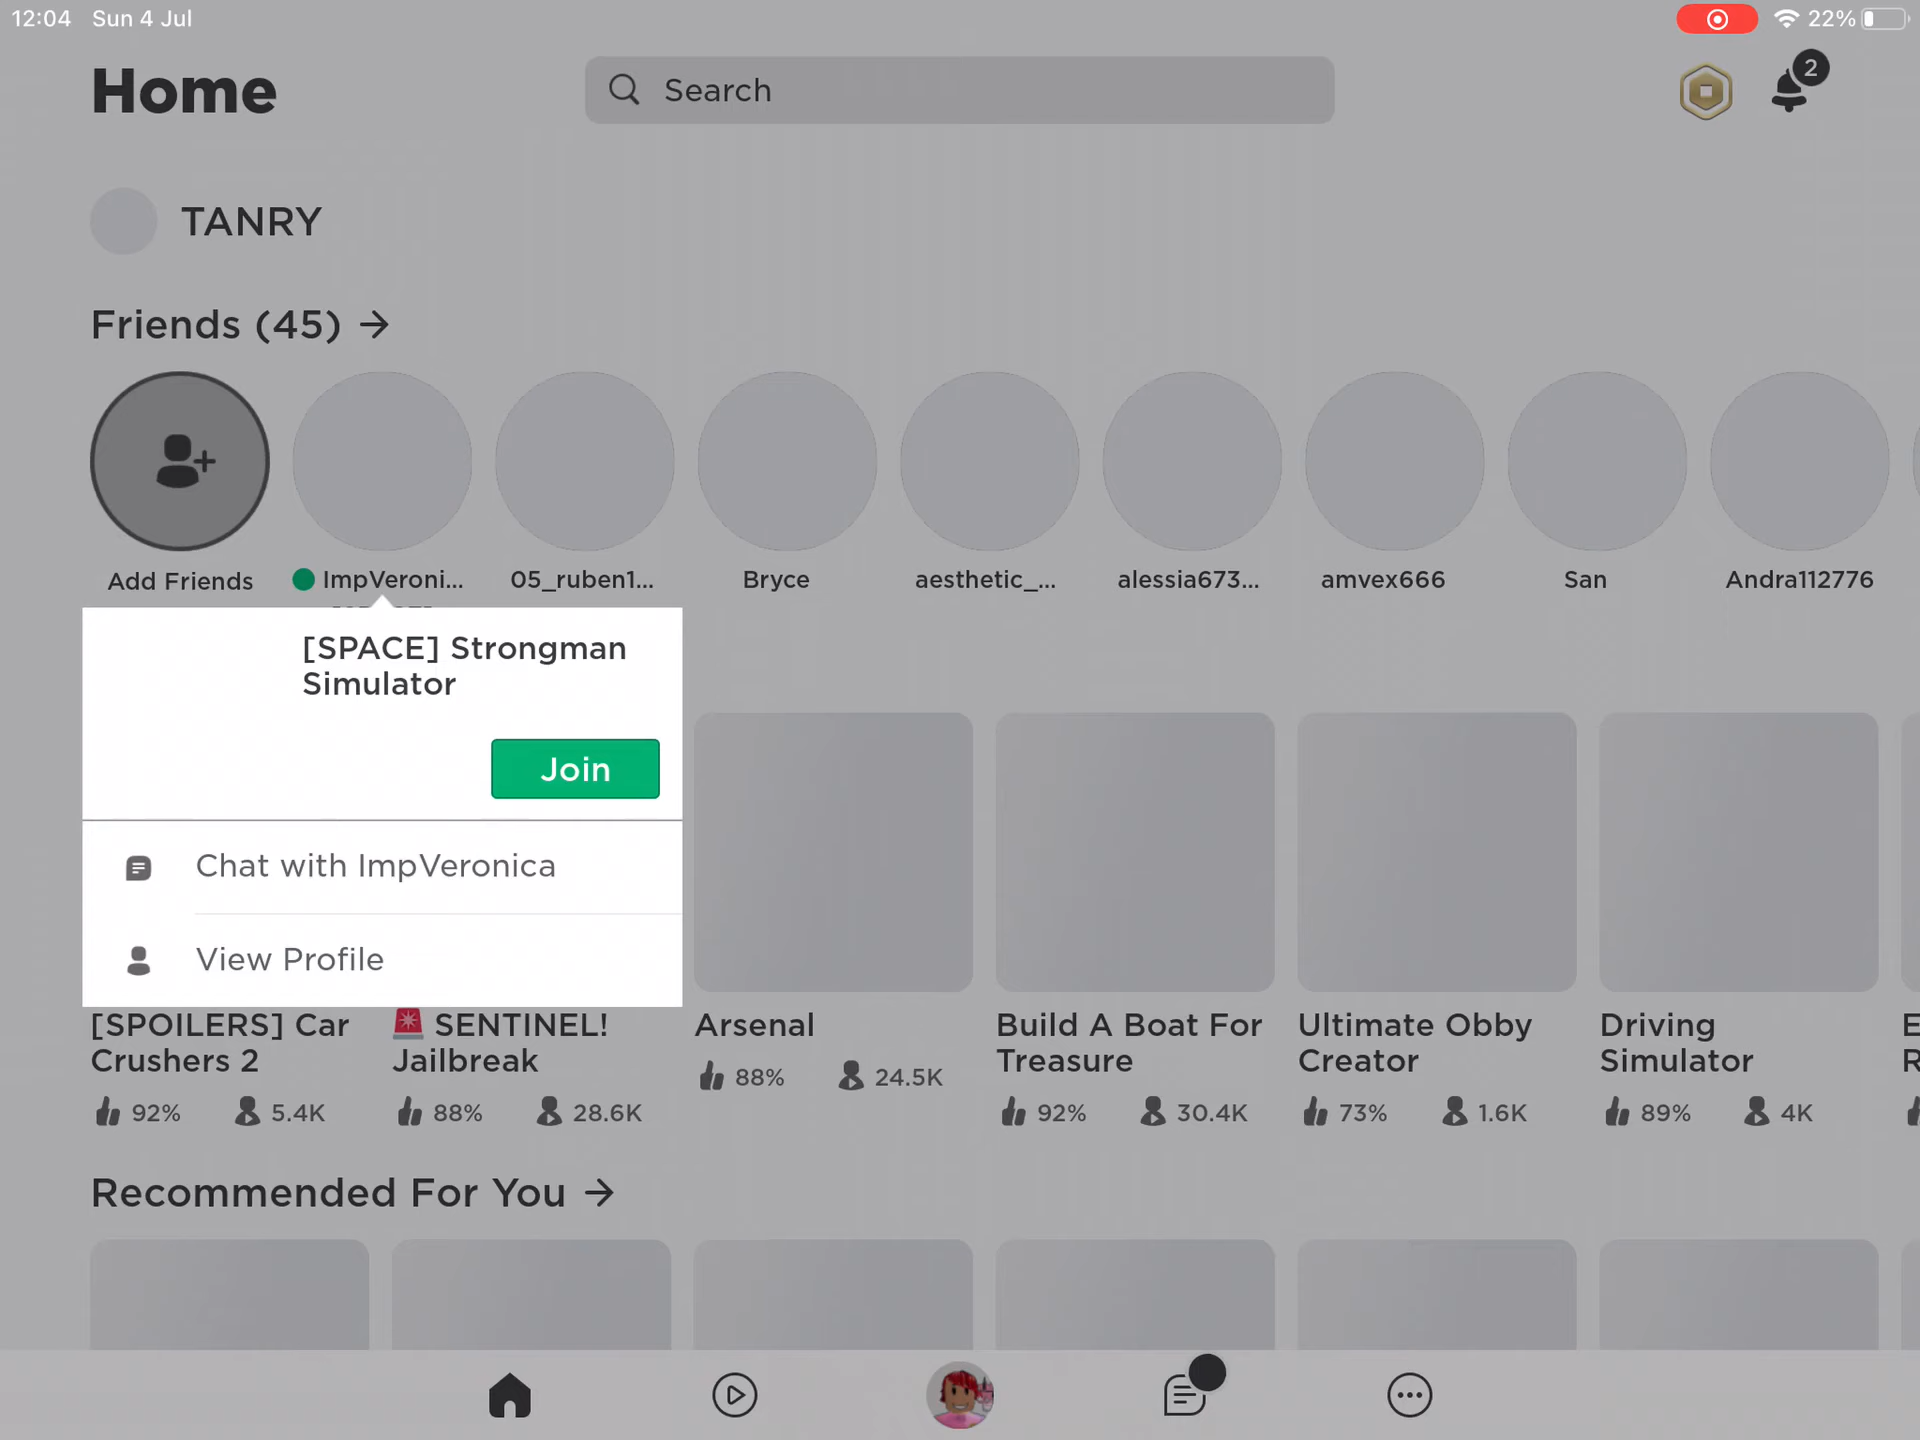 12:04 Sun 4 Jul
22%
Home
Search
2
TANRY
Friends (45)
Add Friends
ImpVeroni...
05_ruben1...
Bryce
aesthetic_...
alessia673...
amvex666
San
Andra112776
[SPACE] Strongman
Simulator
Join
Chat with ImpVeronica
View Profile
[SPOILERS] Car
Crushers 2
92% 5.4K
SENTINEL!
Jailbreak
88% 28.6K
Arsenal
88% 24.5K
Build A Boat For
Treasure
92% 30.4K
Ultimate Obby
Creator
73% 1.6K
Driving
Simulator
89% 4K
Recommended For You